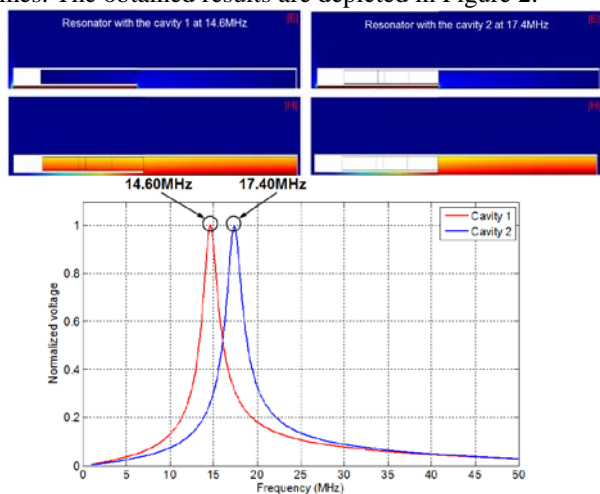 mes. The obtained results are depicted in Figure 2.
Resonator with the cavity 1 at 14.6MHz
|E|
Resonator with the cavity 2 at 17.4MHz
|E|
|H|
|H|
14.60MHz
17.40MHz
Cavity 1
Cavity 2
Normalized voltage
1
0.8
0.6
0.4
0.2
0
0
5
10
15
20
25
30
35
40
45
50
Frequency (MHz)